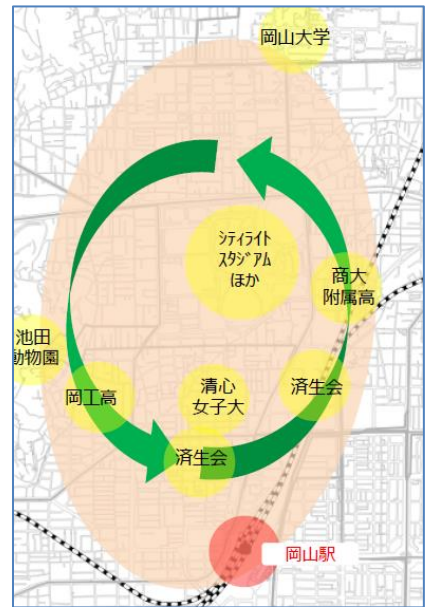 岡山大学
ｼﾃｨﾗｲﾄ
ｽﾀｼﾞｱﾑ
ほか
商大
附属高
池田
動物園
岡工高
清心
女子大
済生会
済生会
岡山駅